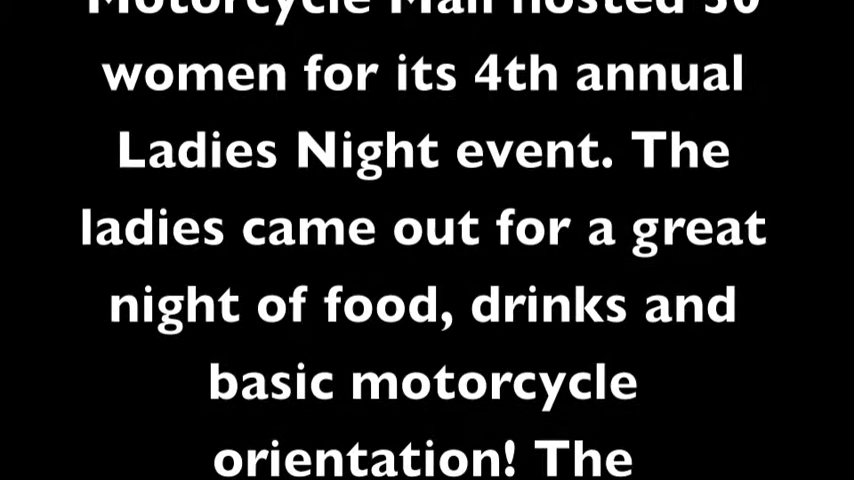 Motorcycle Mall hosted 50
women for its 4th annual
Ladies Night event. The
ladies came out for a great
night of food, drinks and
basic motorcycle
orientation! The